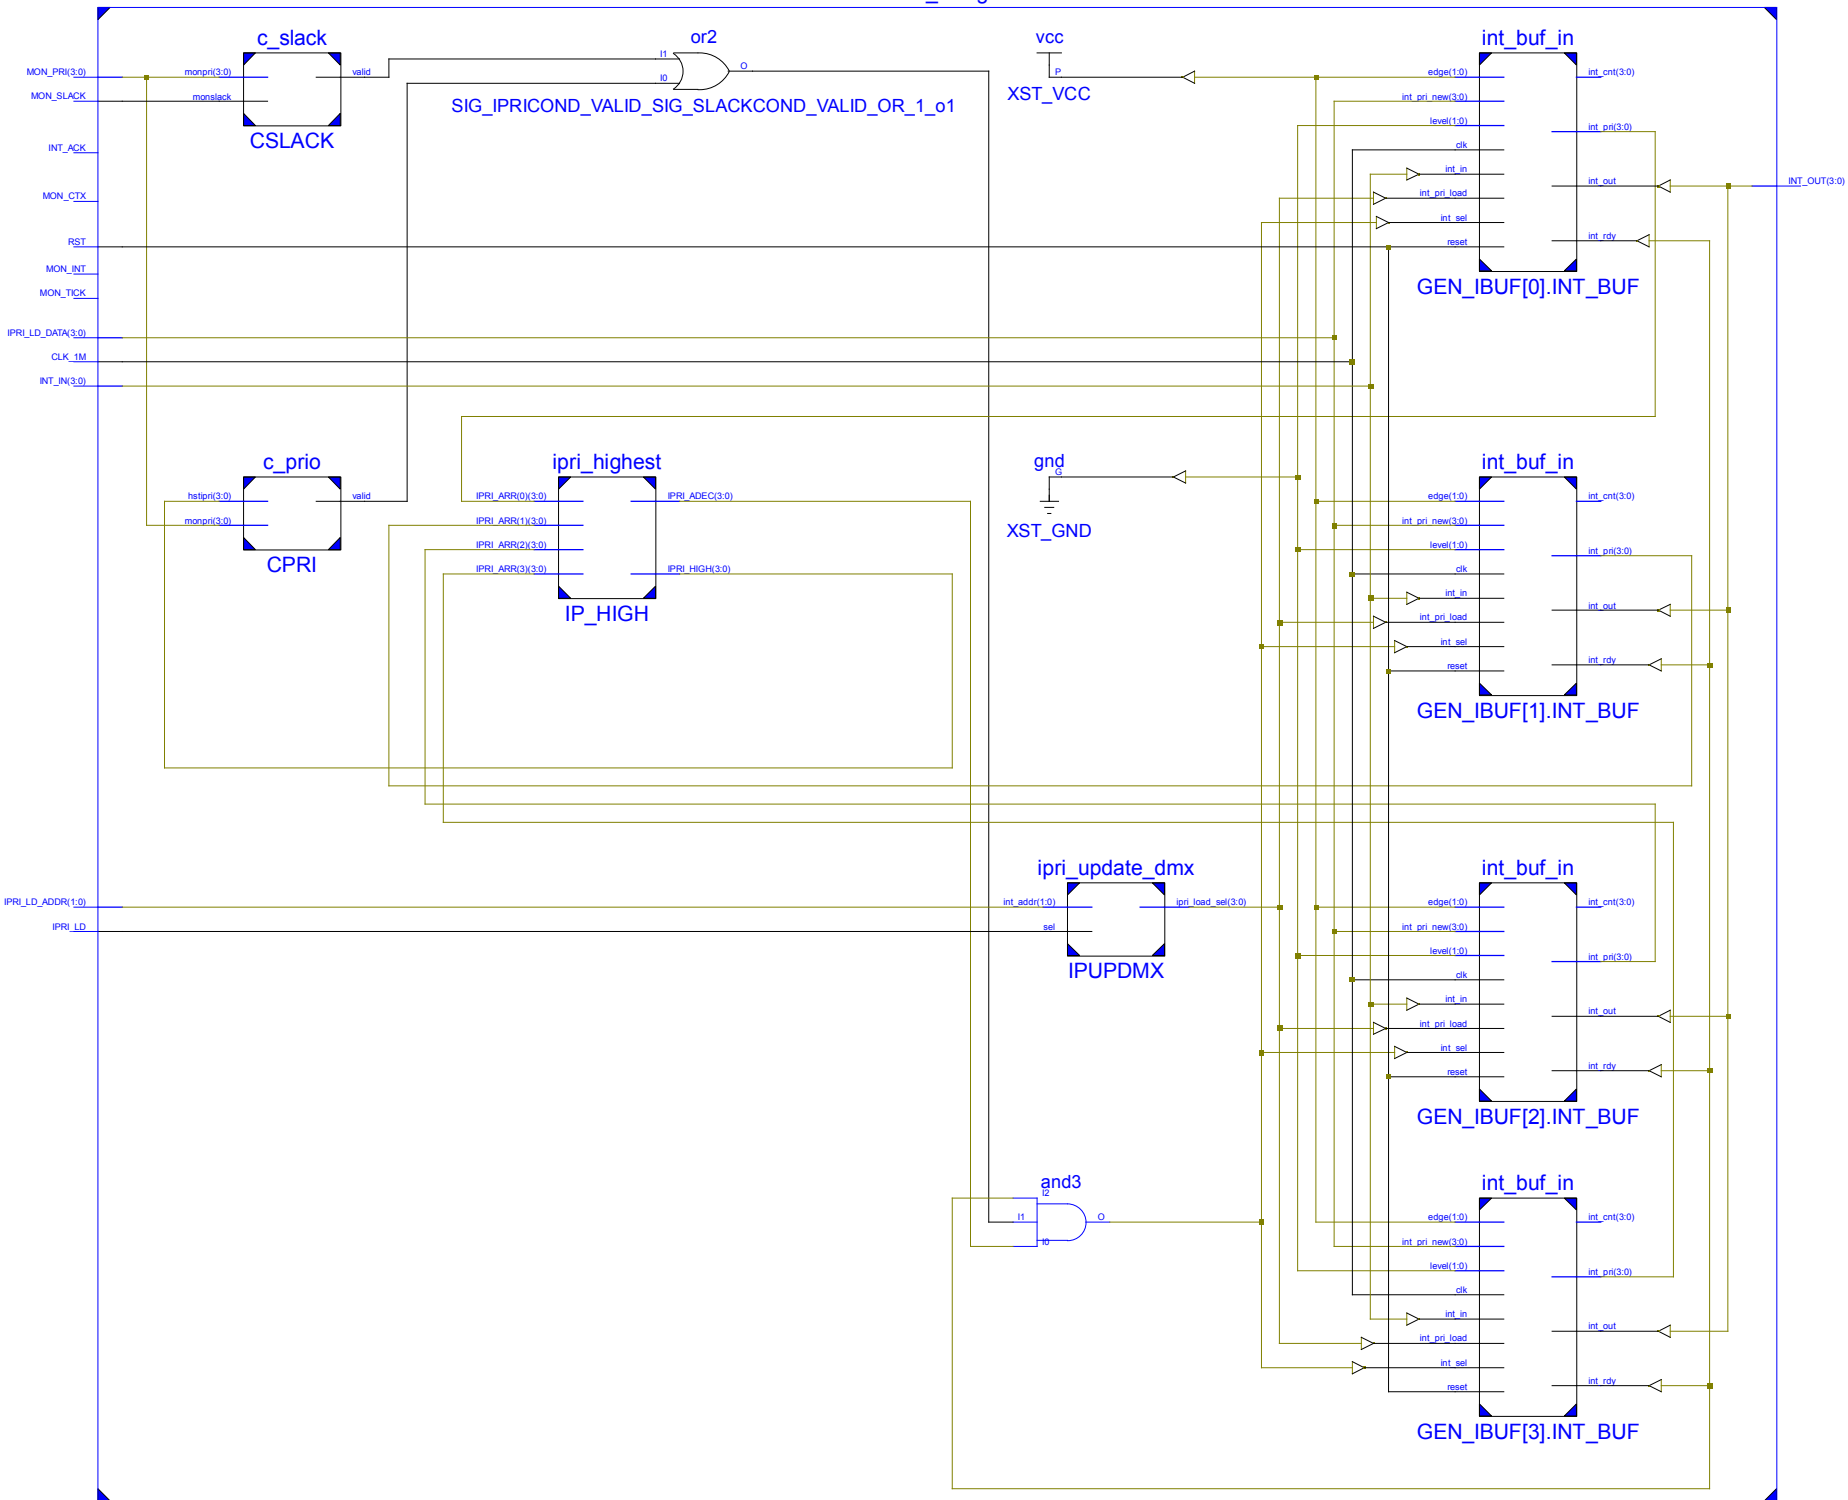 c_slack
or2
vcc
int_buf_in
MON_PRI(3:0)
monpri(3:0)
valid
I1
O
I0
P
edge(1:0)
int_cnt(3:0)
MON_SLACK
monslack
SIG_IPRICOND_VALID_SIG_SLACKCOND_VALID_OR_1_o1
XST_VCC
int_pri_new(3:0)
level(1:0)
int_pri(3:0)
CSLACK
INT_ACK
clk
int_in
int_out
INT_OUT(3:0)
MON_CTX
int_pri_load
int_sel
RST
reset
int_rdy
MON_INT
MON_TICK
GEN_IBUF[0].INT_BUF
IPRI_LD_DATA(3:0)
CLK_1M
INT_IN(3:0)
c_prio
ipri_highest
gnd
int_buf_in
G
hstipri(3:0)
valid
IPRI_ARR(0)(3:0)
IPRI_ADEC(3:0)
edge(1:0)
int_cnt(3:0)
monpri(3:0)
IPRI_ARR(1)(3:0)
XST_GND
int_pri_new(3:0)
IPRI_ARR(2)(3:0)
level(1:0)
int_pri(3:0)
CPRI
IPRI_ARR(3)(3:0)
IPRI_HIGH(3:0)
clk
IP_HIGH
int_in
int_out
int_pri_load
int_sel
reset
int_rdy
GEN_IBUF[1].INT_BUF
ipri_update_dmx
int_buf_in
IPRI_LD_ADDR(1:0)
int_addr(1:0)
ipri_load_sel(3:0)
edge(1:0)
int_cnt(3:0)
IPRI_LD
sel
int_pri_new(3:0)
level(1:0)
int_pri(3:0)
IPUPDMX
clk
int_in
int_out
int_pri_load
int_sel
reset
int_rdy
GEN_IBUF[2].INT_BUF
and3
int_buf_in
I2
I1
O
I0
edge(1:0)
int_cnt(3:0)
int_pri_new(3:0)
level(1:0)
int_pri(3:0)
clk
int_in
int_out
int_pri_load
int_sel
reset
int_rdy
GEN_IBUF[3].INT_BUF